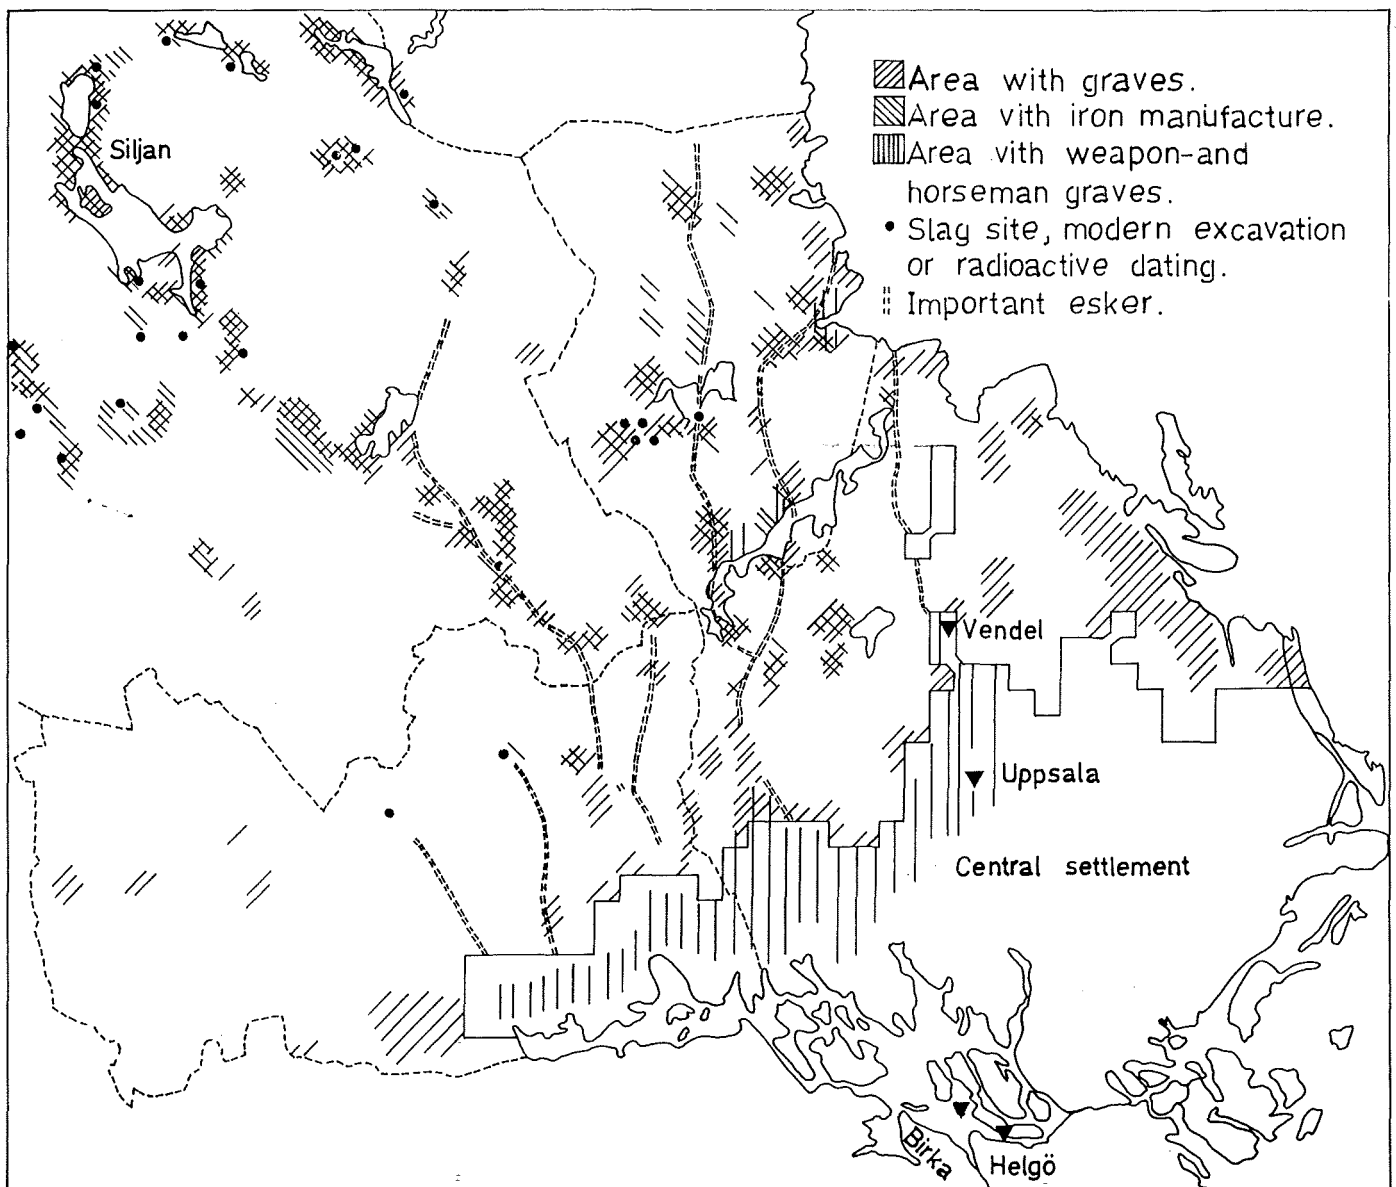 Area with graves.
Area vith iron manufacture.
Area vith weapon-and
horseman graves.
Slag site, modern excavation
or radioactive dating.
Important esker.
Siljan
Vendel
Uppsala
Central settlement
Birka
Helgö